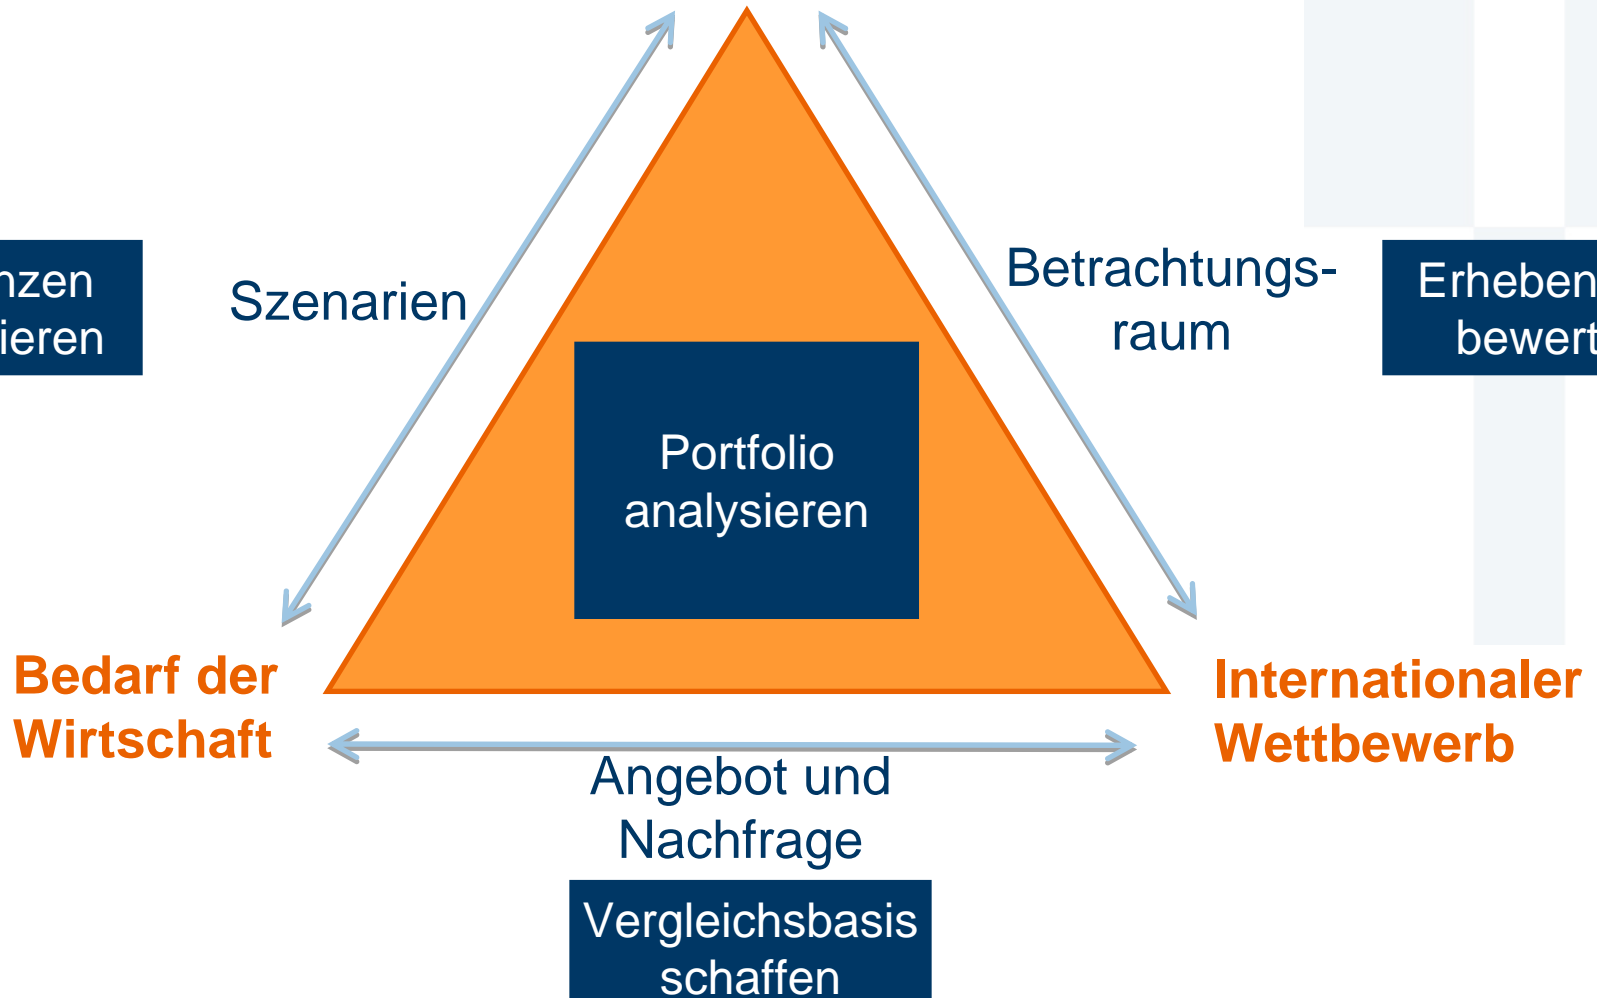 Szenarien
Betrachtungs-
raum
Erheben
bewert
nzen
ieren
Portfolio
analysieren
Bedarf der
Wirtschaft
Internationaler
Wettbewerb
Angebot und
Nachfrage
Vergleichsbasis
schaffen